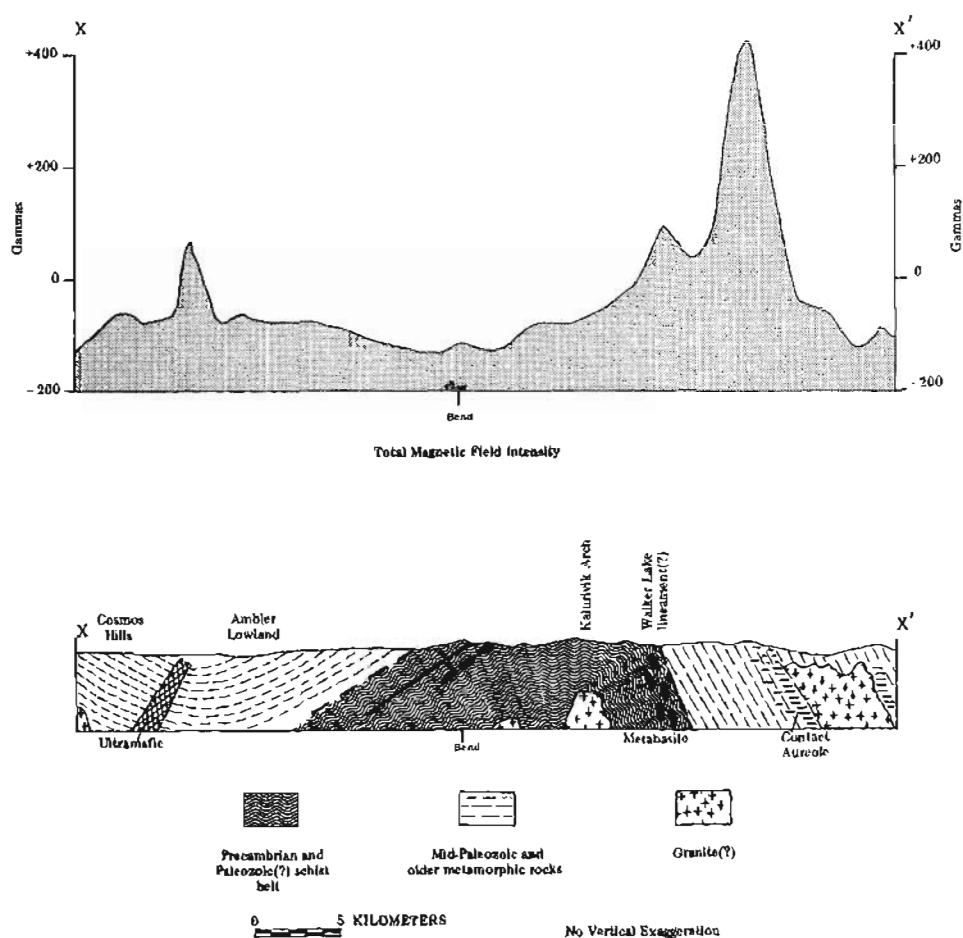 X
X'
+400
+400
+200
+200
Gammas
Gammas
0
0
-200
-200
Bend
Total Magnetic Field Intensity
Kalurivik Arch
Walker Lake
lineament(?)
Cosmos
Hills
Ambler
Lowland
X
X'
Ultramafic
Bend
Metabasite
Contact
Aureole
Precambrian and
Paleozoic(?) schist
belt
Mid-Paleozoic and
older metamorphic rocks
Granite(?)
0 5 KILOMETERS
No Vertical Exaggeration